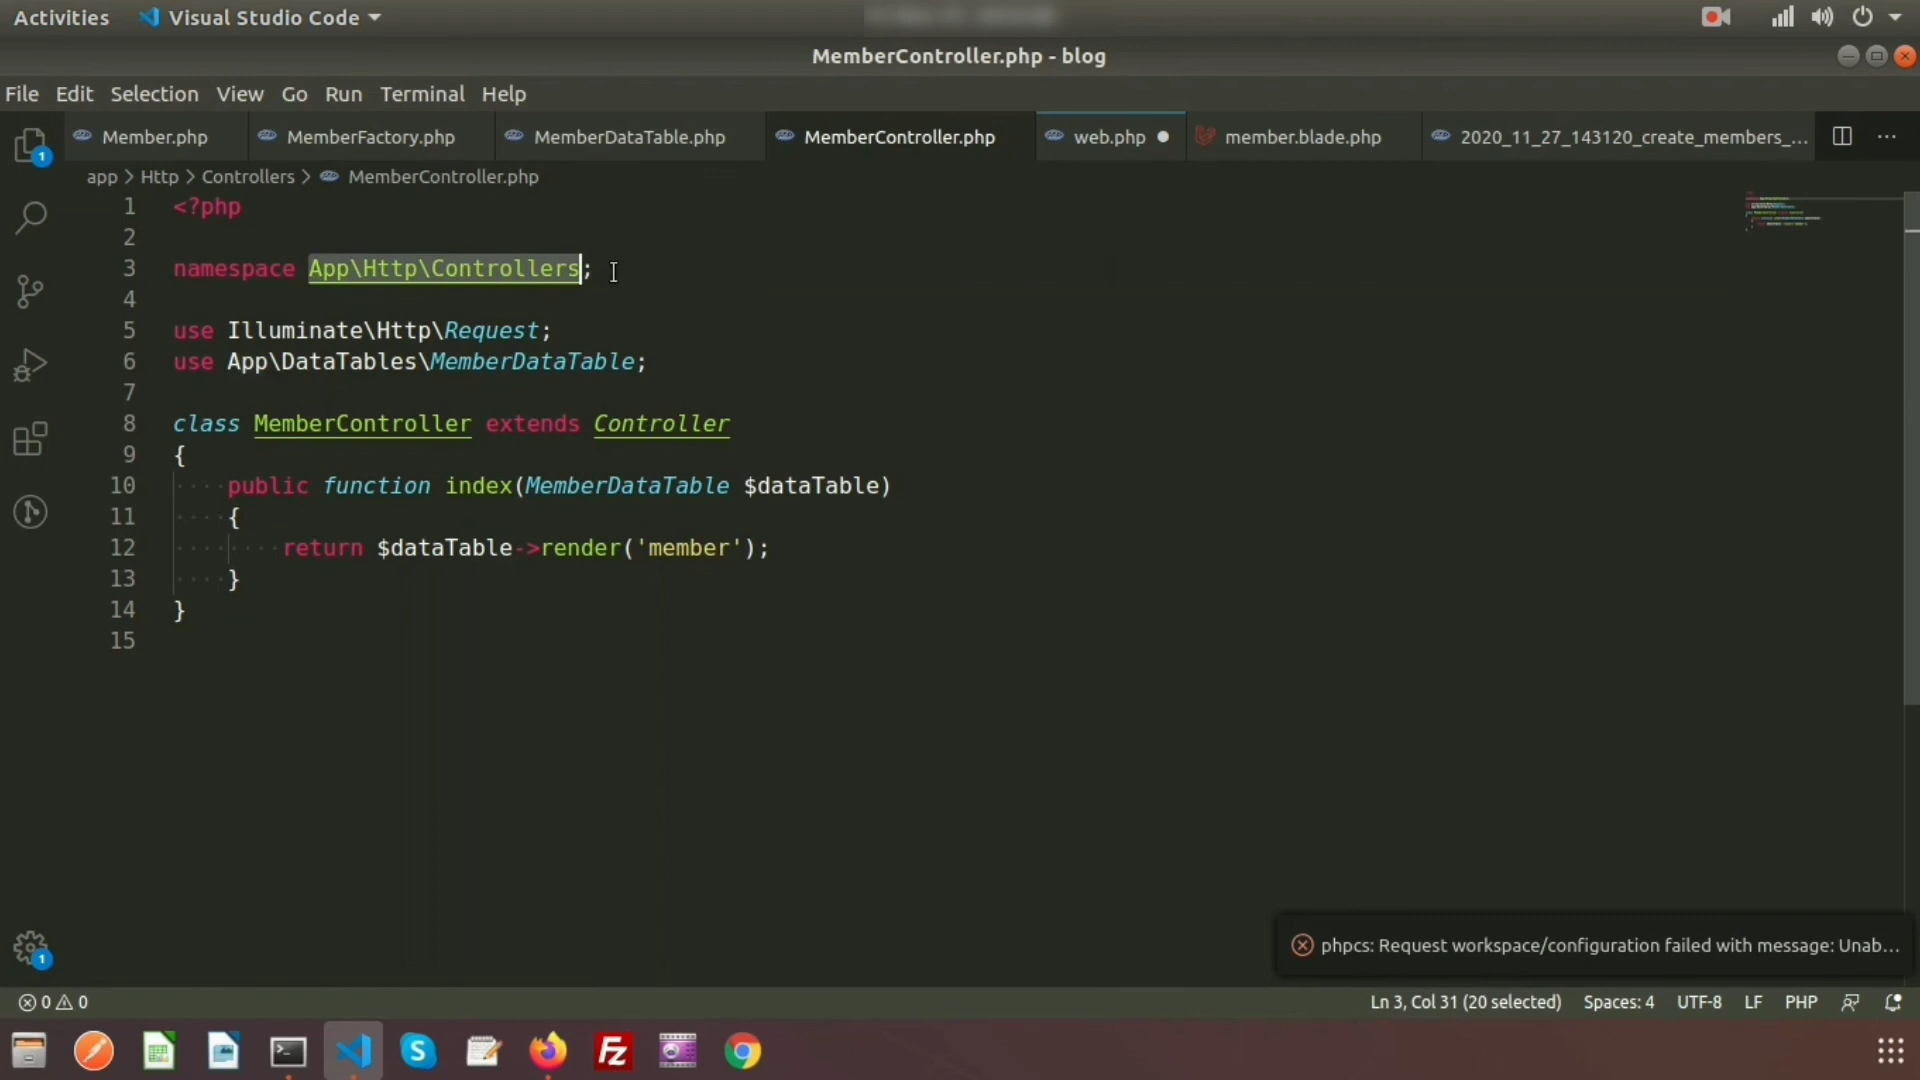 Activities Visual Studio Code
MemberController.php - blog
File Edit Selection View Go Run Terminal Help
Member.php MemberFactory.php MemberDataTable.php MemberController.php web.php member.blade.php 2020_11_27_143120_create_members_...
1
app > Http > Controllers > MemberController.php
1 <?php
2
3 namespace App\Http\Controllers;
4
5 use Illuminate\Http\Request;
6 use App\DataTables\MemberDataTable;
7
8 class MemberController extends Controller
9 {
10 public function index(MemberDataTable $dataTable)
11 {
12 return $dataTable->render('member');
13 }
14 }
15
phpcs: Request workspace/configuration failed with message: Unab...
1
0 0 Ln 3, Col 31 (20 selected) Spaces: 4 UTF-8 LF PHP
S Fz